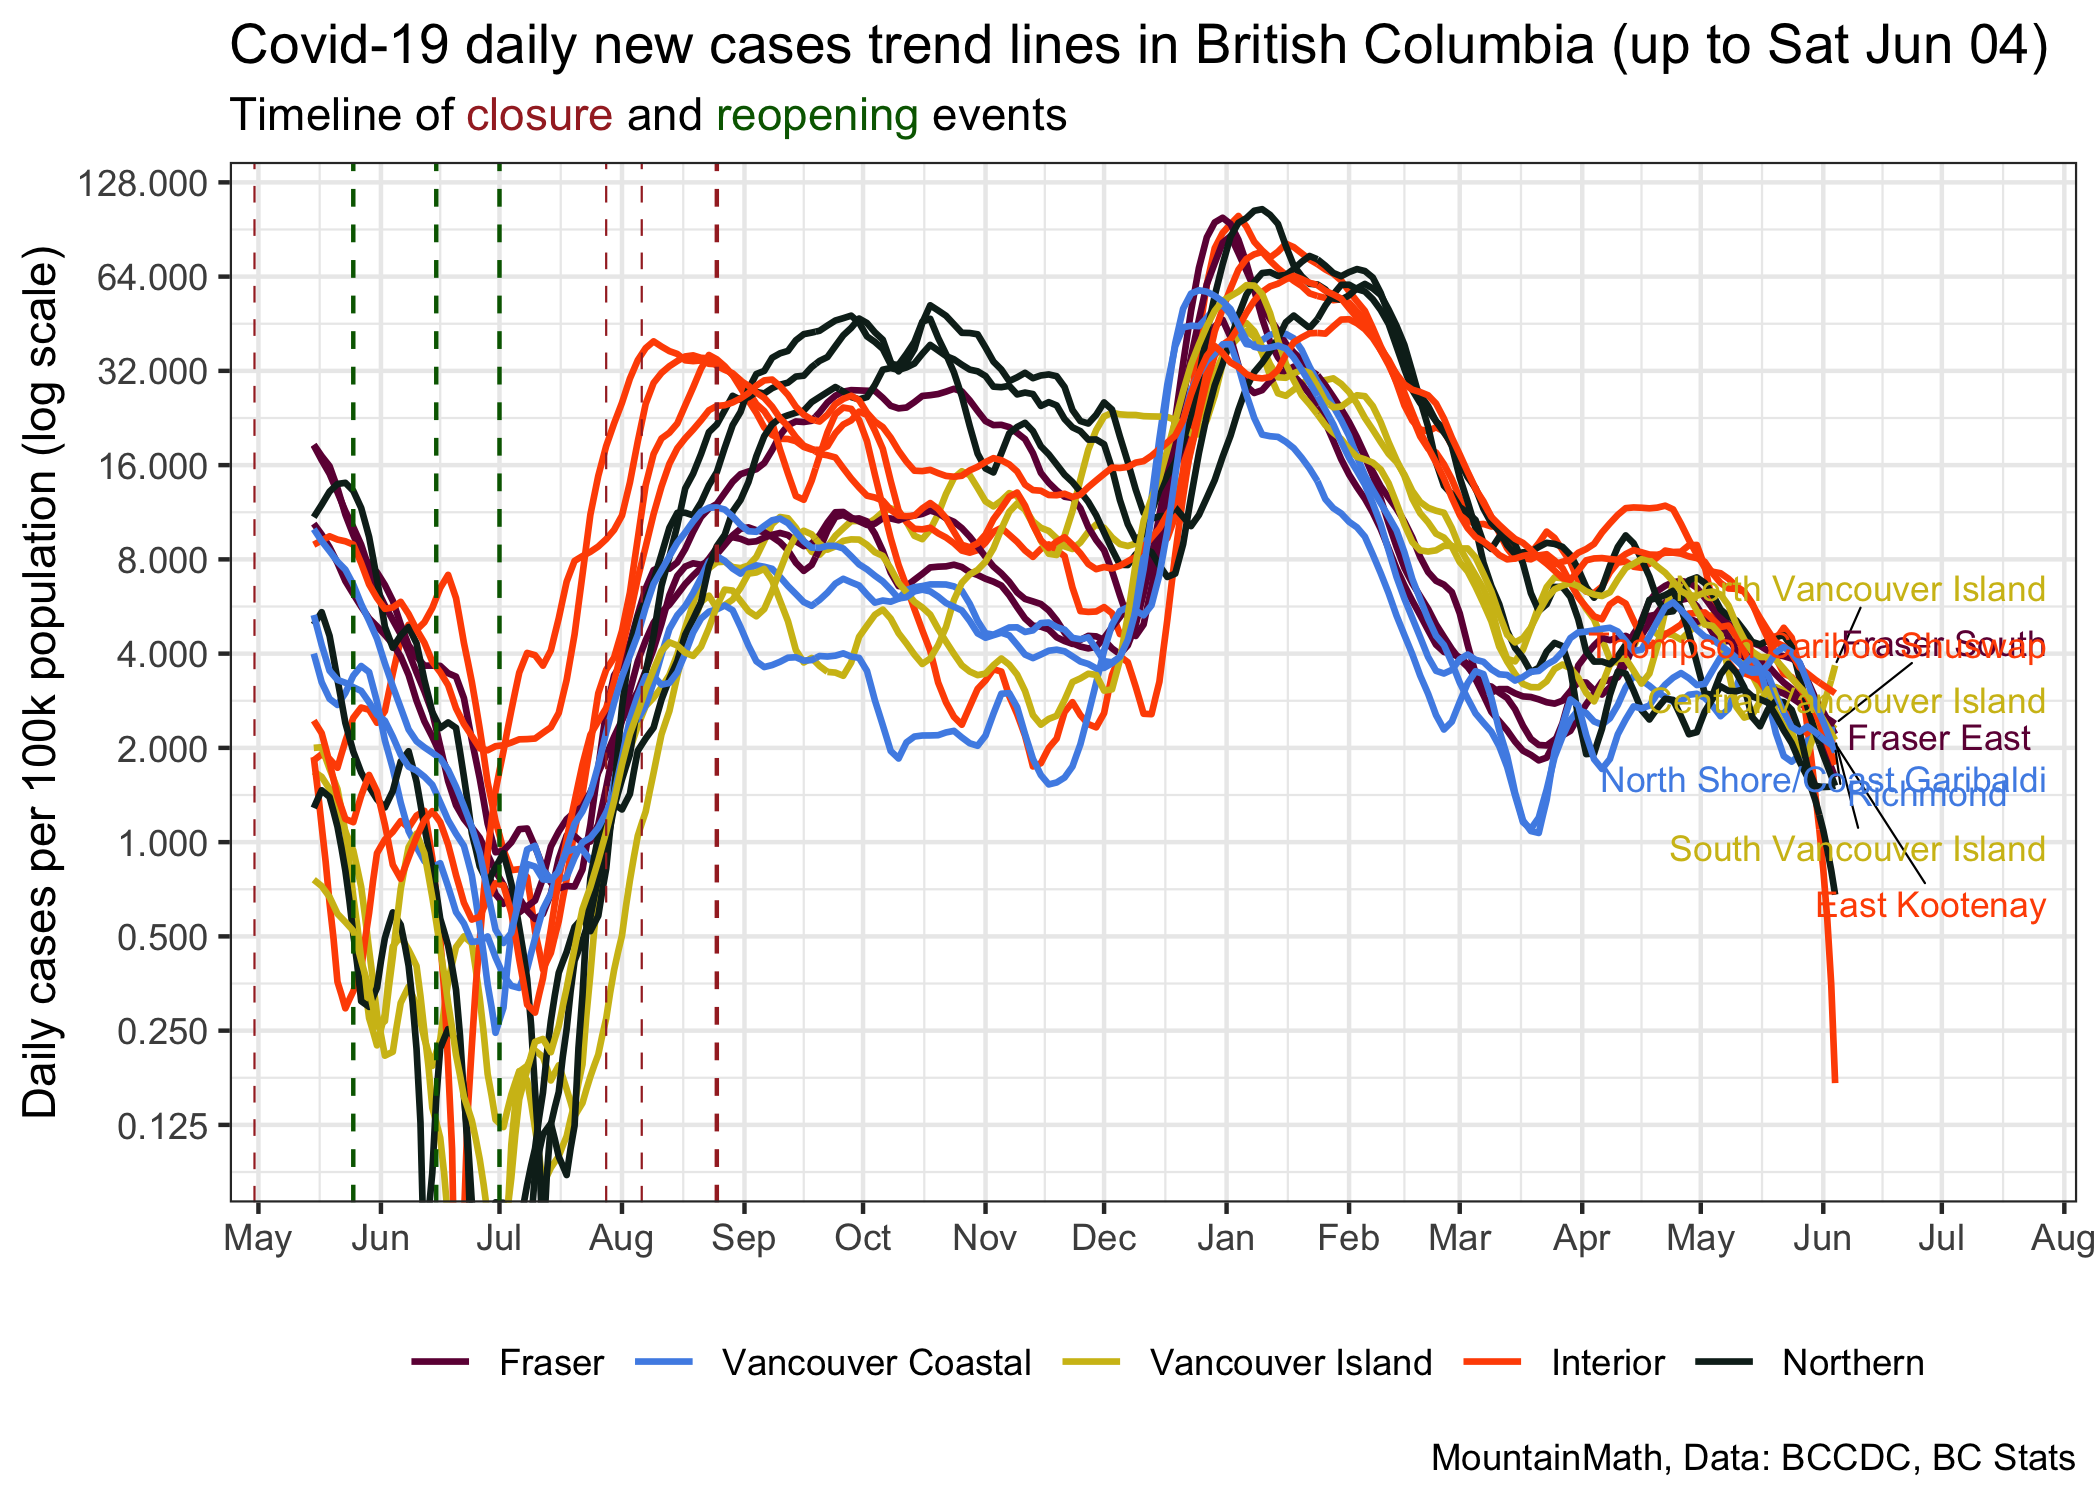 Covid-19 daily new cases trend lines in British Columbia (up to Sat Jun 04)
Timeline of closure and reopening events
Daily cases per 100k population (log scale)
128.000
64.000
32.000
16.000
8.000
4.000
2.000
1.000
0.500
0.250
0.125
North Vancouver Island
Fraser South
Thompson Cariboo Shuswap
Central Vancouver Island
Fraser East
North Shore/Coast Garibaldi
Richmond
South Vancouver Island
East Kootenay
May Jun Jul Aug Sep Oct Nov Dec Jan Feb Mar Apr May Jun Jul Aug
Fraser Vancouver Coastal Vancouver Island Interior Northern
MountainMath, Data: BCCDC, BC Stats